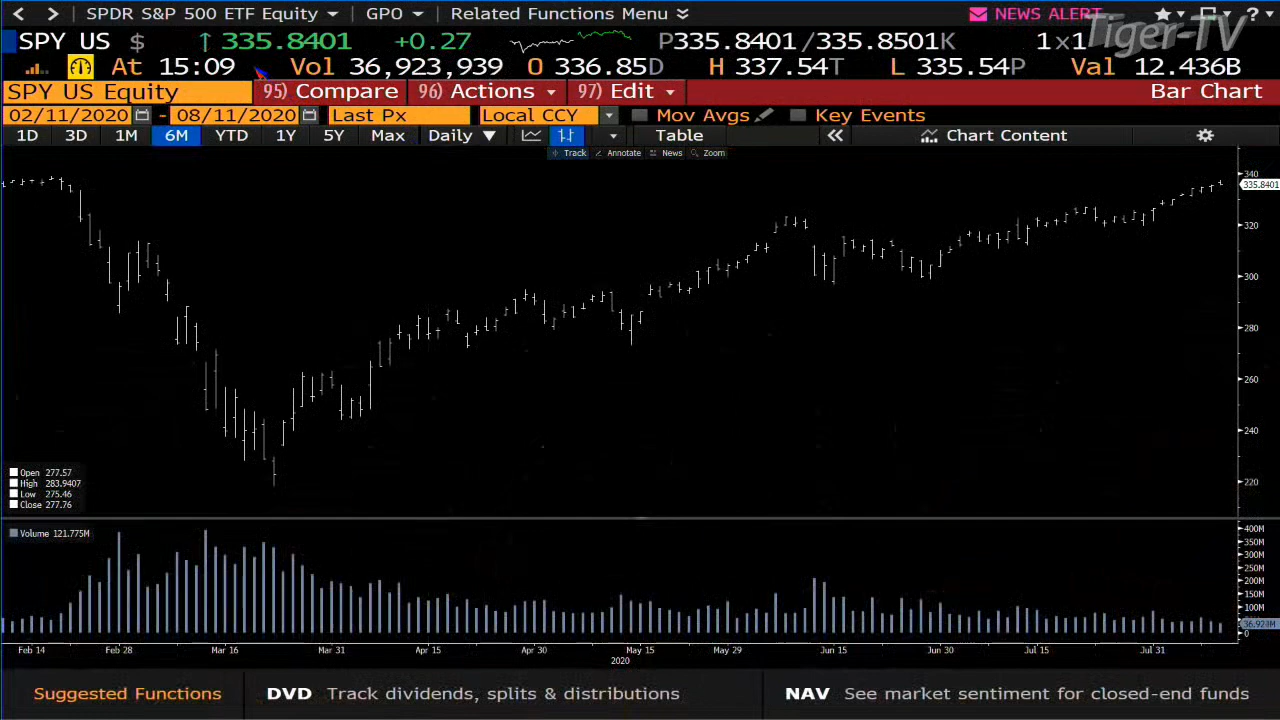 SPDR S&P 500 ETF Equity GPO Related Functions Menu NEWS ALERT ?
Tiger-TV
SPY US $ ↑ 335.8401 +0.27 P335.8401/335.8501K 1x1
At 15:09 Vol 36,923,939 O 336.85D H 337.54T L 335.54P Val 12.436B
SPY US Equity 95) Compare 96) Actions 97) Edit Bar Chart
02/11/2020 - 08/11/2020 Last Px Local CCY Mov Avgs Key Events
1D 3D 1M 6M YTD 1Y 5Y Max Daily ▼ Table « Chart Content
Track Annotate News Zoom
340
335.8401
320
300
280
260
240
220
Open 277.57
High 283.9407
Low 275.46
Close 277.76
Volume 121.775M
400M
350M
300M
250M
200M
150M
100M
36.924M
0
Feb 14 Feb 28 Mar 16 Mar 31 Apr 15 Apr 30 May 15 May 29 Jun 15 Jun 30 Jul 15 Jul 31
2020
Suggested Functions DVD Track dividends, splits & distributions NAV See market sentiment for closed-end funds